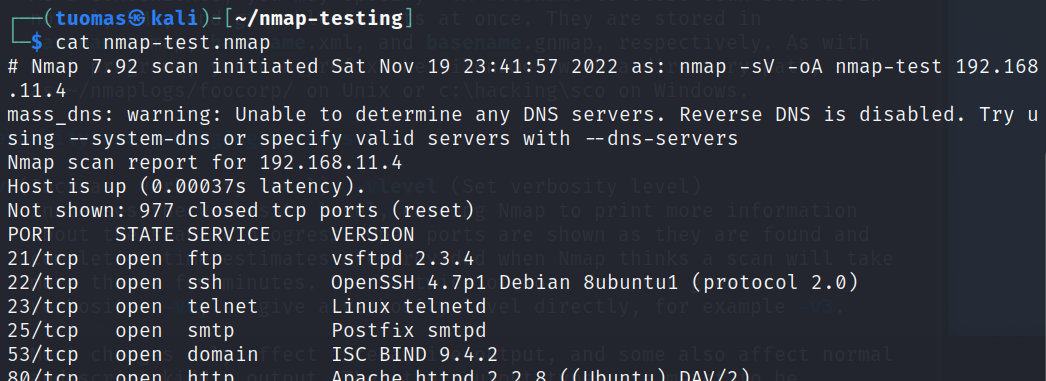 ┌──(tuomas㉿kali)-[~/nmap-testing]
└─$ cat nmap-test.nmap
# Nmap 7.92 scan initiated Sat Nov 19 23:41:57 2022 as: nmap -sV -oA nmap-test 192.168
.11.4
mass_dns: warning: Unable to determine any DNS servers. Reverse DNS is disabled. Try u
sing --system-dns or specify valid servers with --dns-servers
Nmap scan report for 192.168.11.4
Host is up (0.00037s latency).
Not shown: 977 closed tcp ports (reset)
PORT     STATE SERVICE     VERSION
21/tcp   open  ftp         vsftpd 2.3.4
22/tcp   open  ssh         OpenSSH 4.7p1 Debian 8ubuntu1 (protocol 2.0)
23/tcp   open  telnet      Linux telnetd
25/tcp   open  smtp        Postfix smtpd
53/tcp   open  domain      ISC BIND 9.4.2
80/tcp   open  http        Apache httpd 2.2.8 ((Ubuntu) DAV/2)